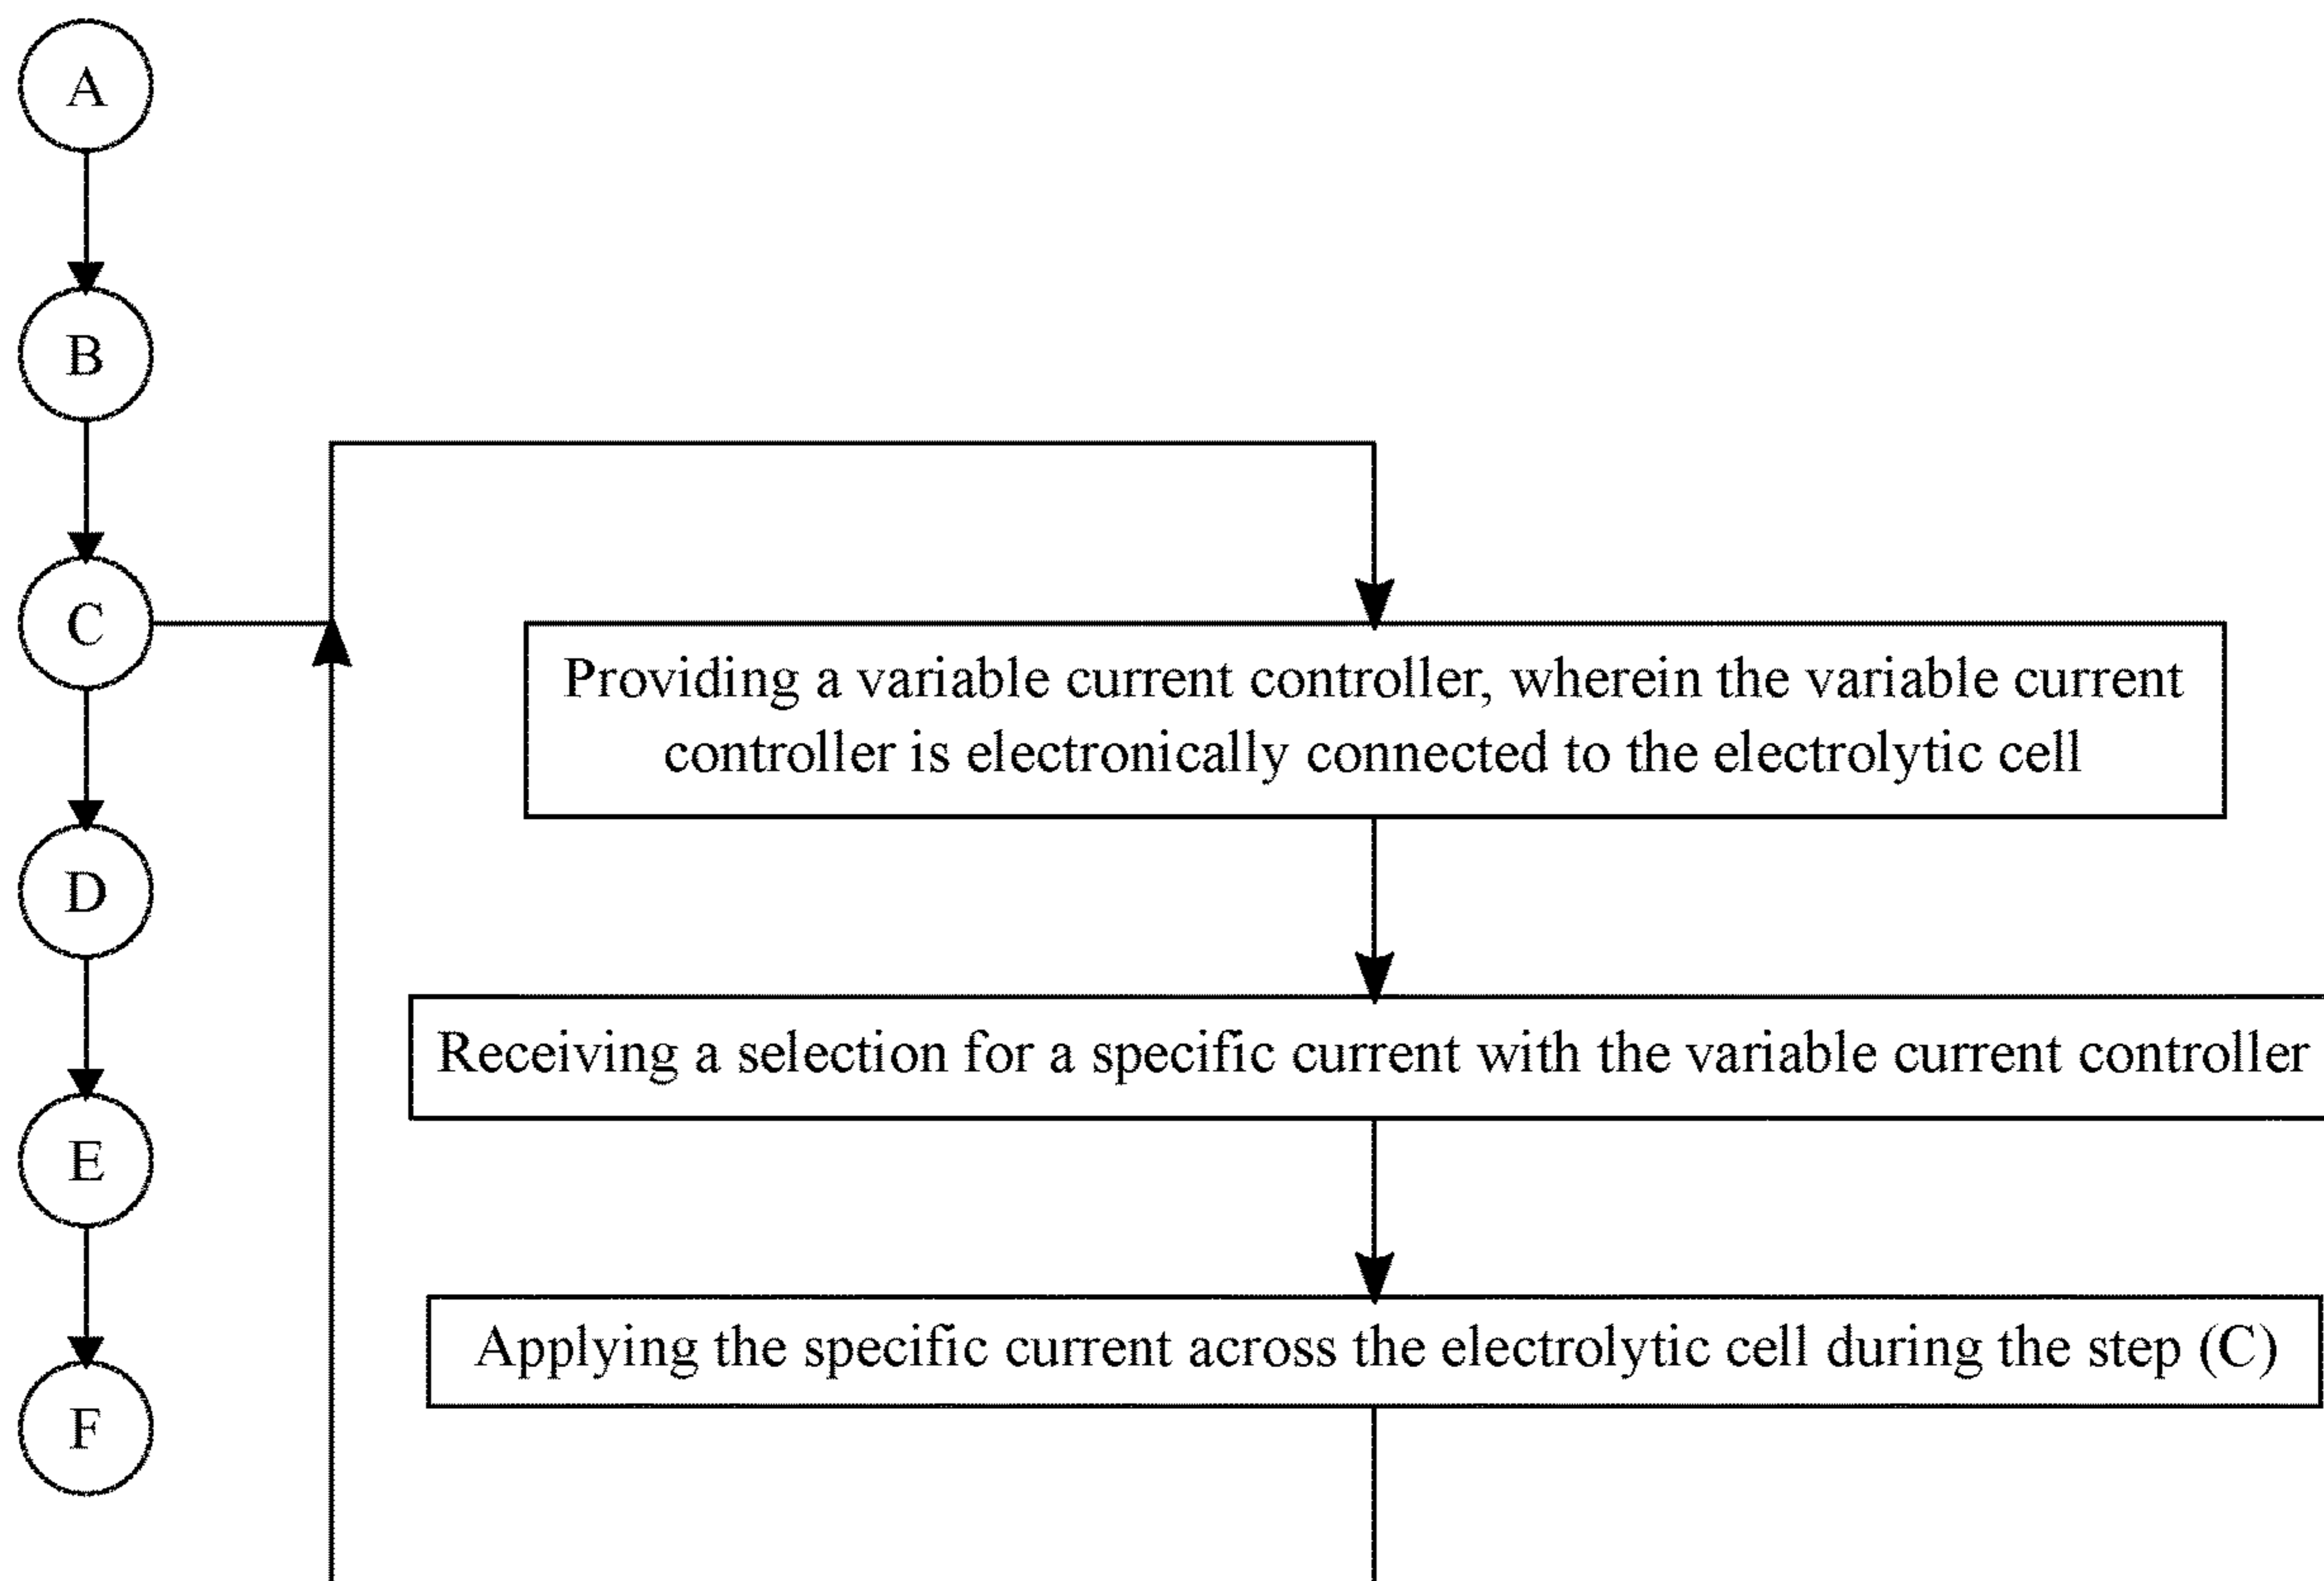 A
B
C
D
E
F
Providing a variable current controller, wherein the variable current
controller is electronically connected to the electrolytic cell
Receiving a selection for a specific current with the variable current controller
Applying the specific current across the electrolytic cell during the step (C)